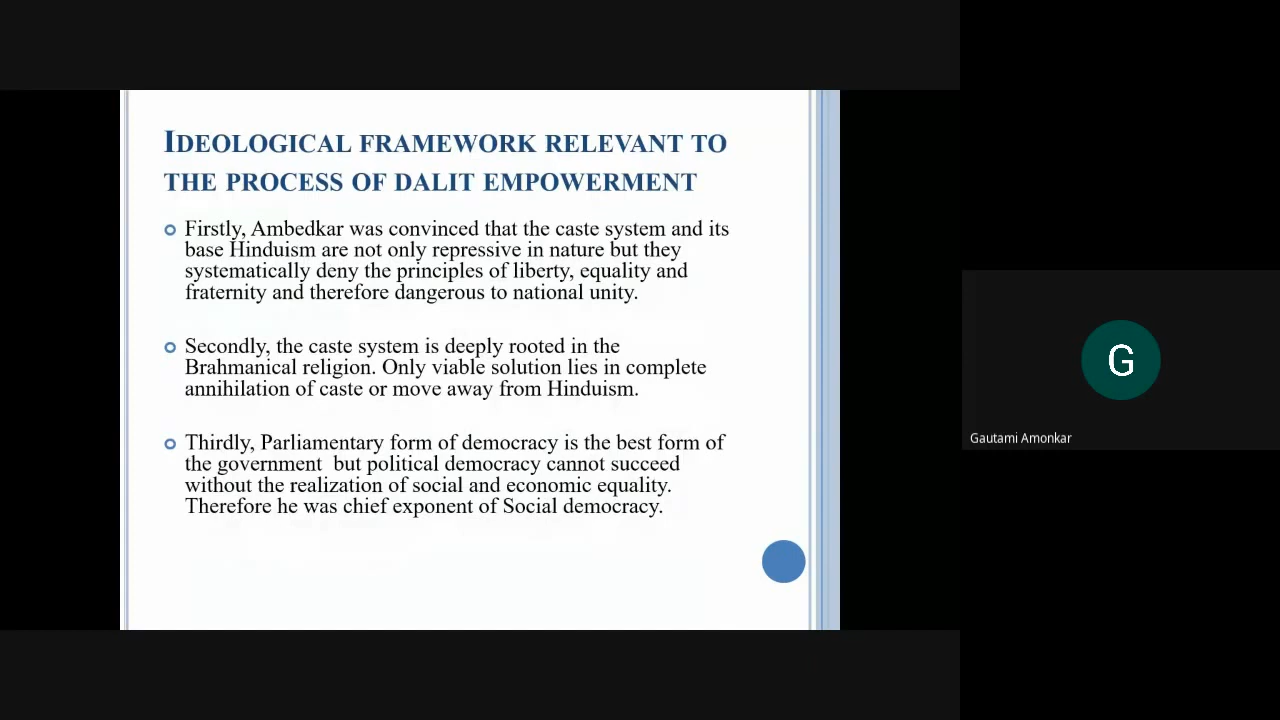 IDEOLOGICAL FRAMEWORK RELEVANT TO
THE PROCESS OF DALIT EMPOWERMENT
Firstly, Ambedkar was convinced that the caste system and its
base Hinduism are not only repressive in nature but they
systematically deny the principles of liberty, equality and
fraternity and therefore dangerous to national unity.
Secondly, the caste system is deeply rooted in the
Brahmanical religion. Only viable solution lies in complete
annihilation of caste or move away from Hinduism.
Thirdly, Parliamentary form of democracy is the best form of
the government  but political democracy cannot succeed
without the realization of social and economic equality.
Therefore he was chief exponent of Social democracy.
G
Gautami Amonkar